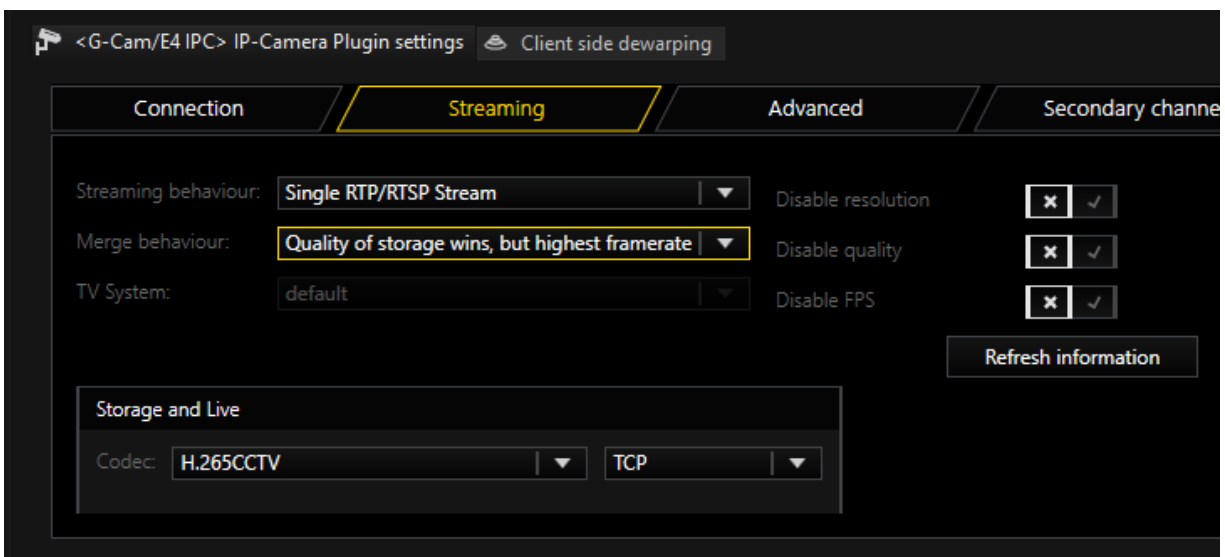 <G-Cam/E4 IPC> IP-Camera Plugin settings Client side dewarping
Connection Streaming Advanced Secondary channe
Streaming behaviour: Single RTP/RTSP Stream Disable resolution
Merge behaviour: Quality of storage wins, but highest framerate Disable quality
TV System: default Disable FPS
Refresh information
Storage and Live
Codec: H.265CCTV TCP